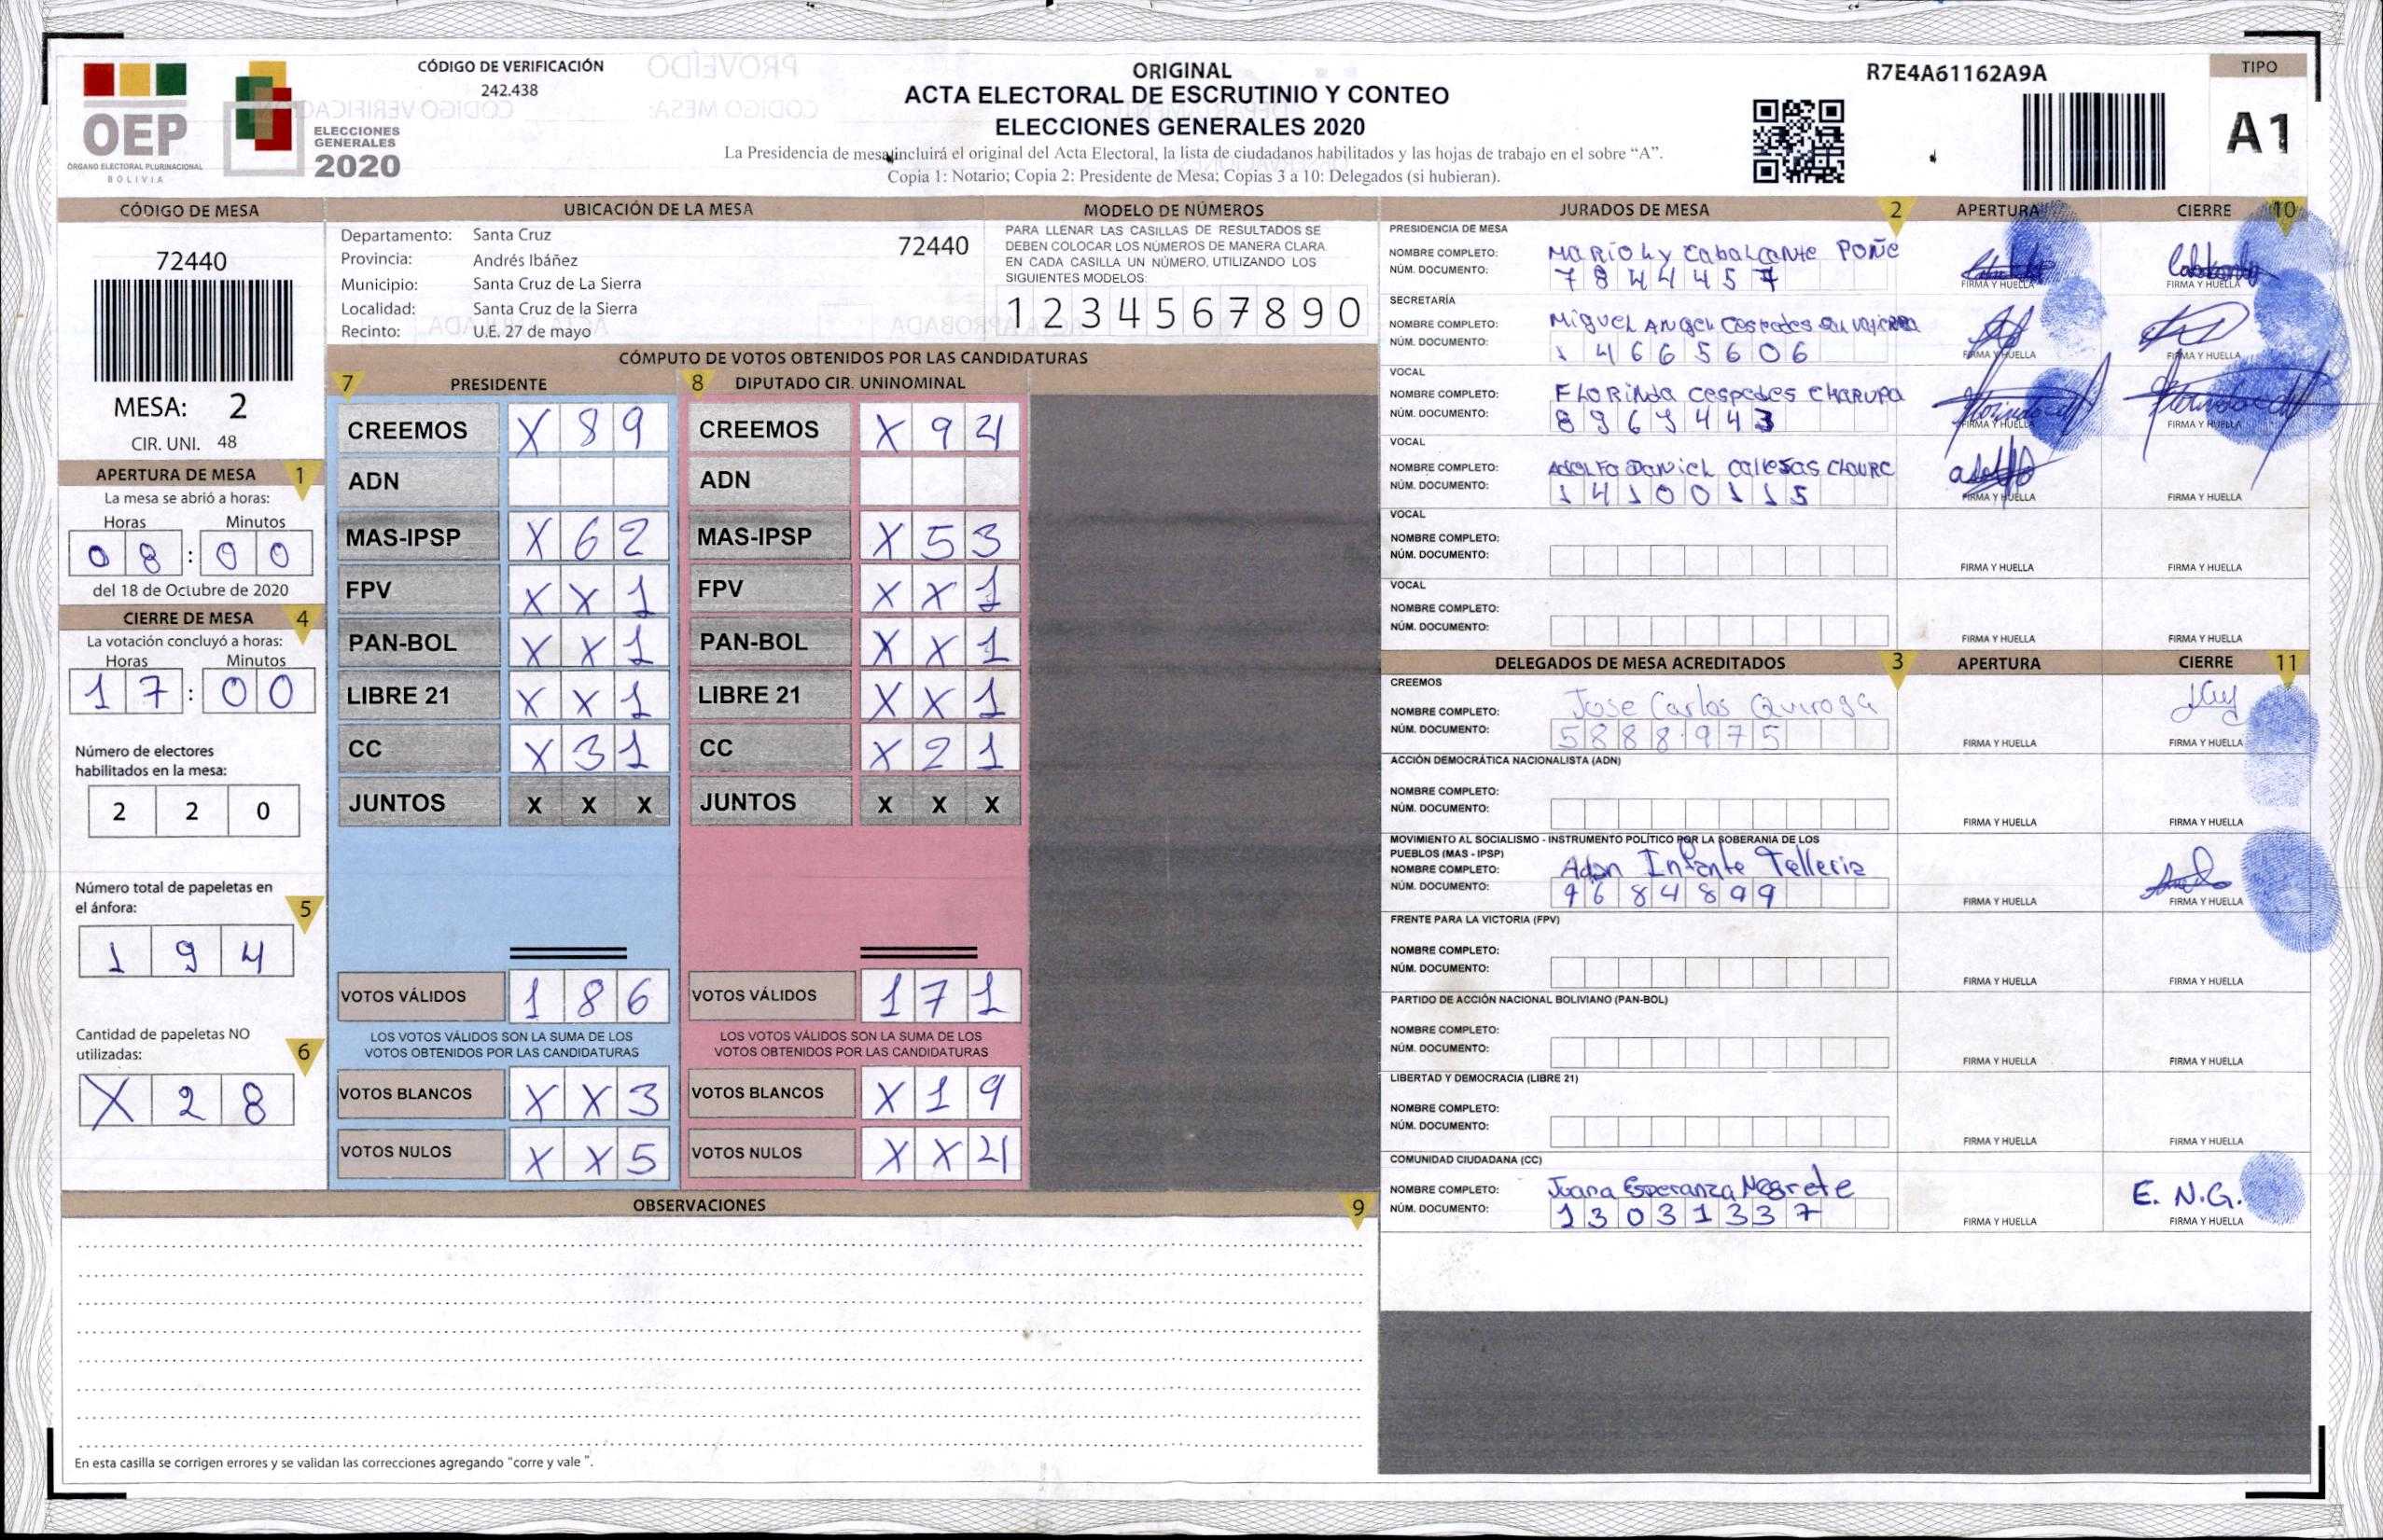 CÓDIGO DE VERIFICACIÓN
242.438
OEP
ÓRGANO ELECTORAL PLURINACIONAL
BOLIVIA
ELECCIONES
GENERALES
2020
ORIGINAL
ACTA ELECTORAL DE ESCRUTINIO Y CONTEO
ELECCIONES GENERALES 2020
La Presidencia de mesa incluirá el original del Acta Electoral, la lista de ciudadanos habilitados y las hojas de trabajo en el sobre “A”.
Copia 1: Notario; Copia 2: Presidente de Mesa; Copias 3 a 10: Delegados (si hubieran).
R7E4A61162A9A
TIPO
A1
CÓDIGO DE MESA
72440
MESA: 2
CIR. UNI. 48
APERTURA DE MESA 1
La mesa se abrió a horas:
Horas Minutos
0 8 : 0 0
del 18 de Octubre de 2020
CIERRE DE MESA 4
La votación concluyó a horas:
Horas Minutos
1 7 : 0 0
Número de electores
habilitados en la mesa:
2 2 0
Número total de papeletas en
el ánfora: 5
1 9 4
Cantidad de papeletas NO
utilizadas: 6
X 2 8
UBICACIÓN DE LA MESA
Departamento: Santa Cruz 72440
Provincia: Andrés Ibáñez
Municipio: Santa Cruz de La Sierra
Localidad: Santa Cruz de la Sierra
Recinto: U.E. 27 de mayo
MODELO DE NÚMEROS
PARA LLENAR LAS CASILLAS DE RESULTADOS SE
DEBEN COLOCAR LOS NÚMEROS DE MANERA CLARA.
EN CADA CASILLA UN NÚMERO, UTILIZANDO LOS
SIGUIENTES MODELOS:
1 2 3 4 5 6 7 8 9 0
CÓMPUTO DE VOTOS OBTENIDOS POR LAS CANDIDATURAS
7 PRESIDENTE 8 DIPUTADO CIR. UNINOMINAL
CREEMOS X 8 9 CREEMOS X 9 4
ADN ADN
MAS-IPSP X 6 2 MAS-IPSP X 5 3
FPV X X 1 FPV X X 1
PAN-BOL X X 1 PAN-BOL X X 1
LIBRE 21 X X 1 LIBRE 21 X X 1
CC X 3 1 CC X 2 1
JUNTOS X X X JUNTOS X X X
VOTOS VÁLIDOS 1 8 6 VOTOS VÁLIDOS 1 7 1
LOS VOTOS VÁLIDOS SON LA SUMA DE LOS LOS VOTOS VÁLIDOS SON LA SUMA DE LOS
VOTOS OBTENIDOS POR LAS CANDIDATURAS VOTOS OBTENIDOS POR LAS CANDIDATURAS
VOTOS BLANCOS X X 3 VOTOS BLANCOS X 1 9
VOTOS NULOS X X 5 VOTOS NULOS X X 4
OBSERVACIONES 9
En esta casilla se corrigen errores y se validan las correcciones agregando "corre y vale ".
JURADOS DE MESA 2 APERTURA CIERRE 10
PRESIDENCIA DE MESA
NOMBRE COMPLETO: Marioly Cabalcante Poñe
NÚM. DOCUMENTO: 7 8 4 4 4 5 7
FIRMA Y HUELLA FIRMA Y HUELLA
SECRETARÍA
NOMBRE COMPLETO: Miguel Angel Cespedes
NÚM. DOCUMENTO: 1 4 6 6 5 6 0 6
FIRMA Y HUELLA FIRMA Y HUELLA
VOCAL
NOMBRE COMPLETO: Florinda Cespedes Charupa
NÚM. DOCUMENTO: 8 9 6 9 4 4 3
FIRMA Y HUELLA FIRMA Y HUELLA
VOCAL
NOMBRE COMPLETO: Adolfo Daniel Callejas Choure
NÚM. DOCUMENTO: 1 4 1 0 0 1 1 5
FIRMA Y HUELLA FIRMA Y HUELLA
VOCAL
NOMBRE COMPLETO:
NÚM. DOCUMENTO:
FIRMA Y HUELLA FIRMA Y HUELLA
VOCAL
NOMBRE COMPLETO:
NÚM. DOCUMENTO:
FIRMA Y HUELLA FIRMA Y HUELLA
DELEGADOS DE MESA ACREDITADOS 3 APERTURA CIERRE 11
CREEMOS
NOMBRE COMPLETO: Jose Carlos Quiroga
NÚM. DOCUMENTO: 5 8 8 8 9 7 5
FIRMA Y HUELLA FIRMA Y HUELLA
ACCIÓN DEMOCRÁTICA NACIONALISTA (ADN)
NOMBRE COMPLETO:
NÚM. DOCUMENTO:
FIRMA Y HUELLA FIRMA Y HUELLA
MOVIMIENTO AL SOCIALISMO - INSTRUMENTO POLÍTICO POR LA SOBERANIA DE LOS
PUEBLOS (MAS - IPSP)
NOMBRE COMPLETO: Adan Infante Telleria
NÚM. DOCUMENTO: 9 6 8 4 8 9 9
FIRMA Y HUELLA FIRMA Y HUELLA
FRENTE PARA LA VICTORIA (FPV)
NOMBRE COMPLETO:
NÚM. DOCUMENTO:
FIRMA Y HUELLA FIRMA Y HUELLA
PARTIDO DE ACCIÓN NACIONAL BOLIVIANO (PAN-BOL)
NOMBRE COMPLETO:
NÚM. DOCUMENTO:
FIRMA Y HUELLA FIRMA Y HUELLA
LIBERTAD Y DEMOCRACIA (LIBRE 21)
NOMBRE COMPLETO:
NÚM. DOCUMENTO:
FIRMA Y HUELLA FIRMA Y HUELLA
COMUNIDAD CIUDADANA (CC)
NOMBRE COMPLETO: Juana Esperanza Negrete E. N.G.
NÚM. DOCUMENTO: 1 3 0 3 1 3 3 7
FIRMA Y HUELLA FIRMA Y HUELLA